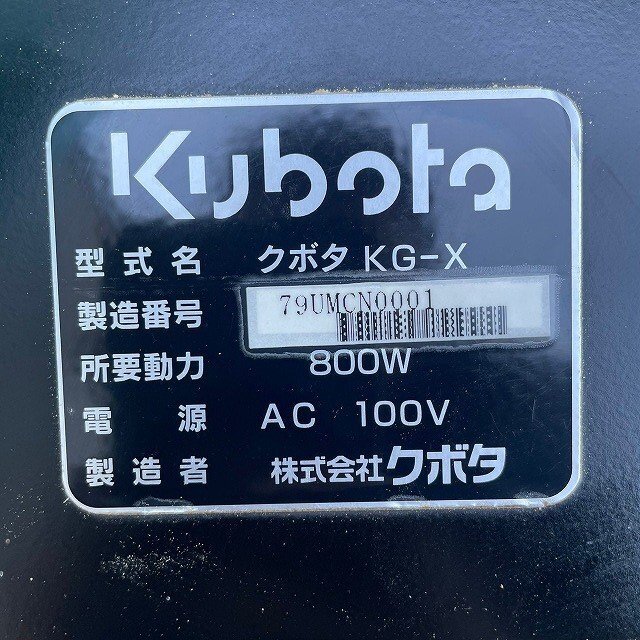 Kubota
型式名 クボタ KG-X
製造番号 79UMCN0001
所要動力 800W
電源 AC 100V
製造者 株式会社クボタ